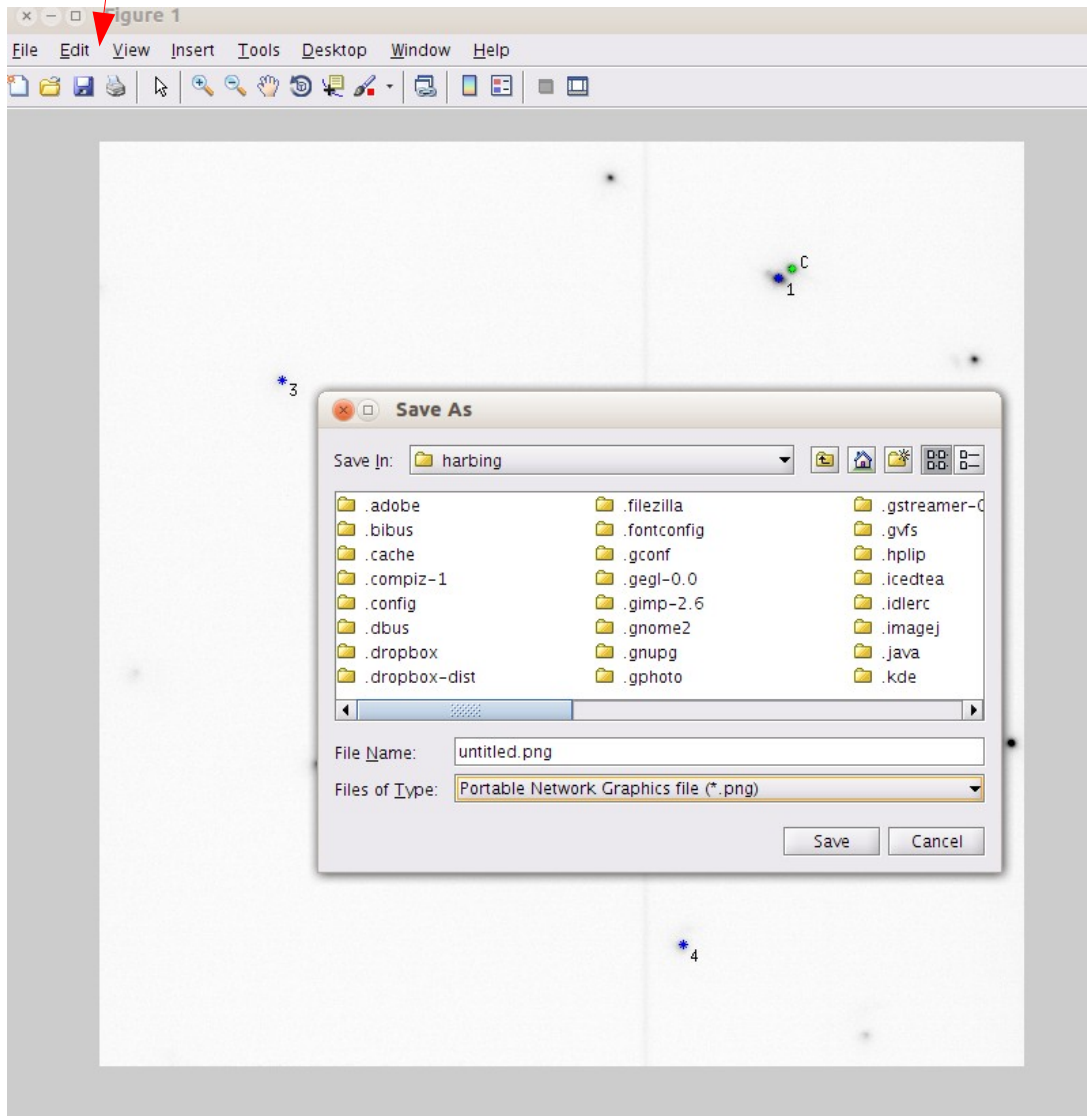 Figure 1
File Edit View Insert Tools Desktop Window Help
C
1
3
Save As
Save In: harbing
.adobe .filezilla
.bibus .fontconfig .gvfs
.cache .gconf .hplip
.compiz-1 .gegl-0.0 .icedtea
.config .gimp-2.6 .idlerc
.dbus .gnome2 .imagej
.dropbox .gnupg .java
.dropbox-dist .gphoto .kde
File Name: untitled.png
Files of Type: Portable Network Graphics file (*.png)
Save Cancel
4